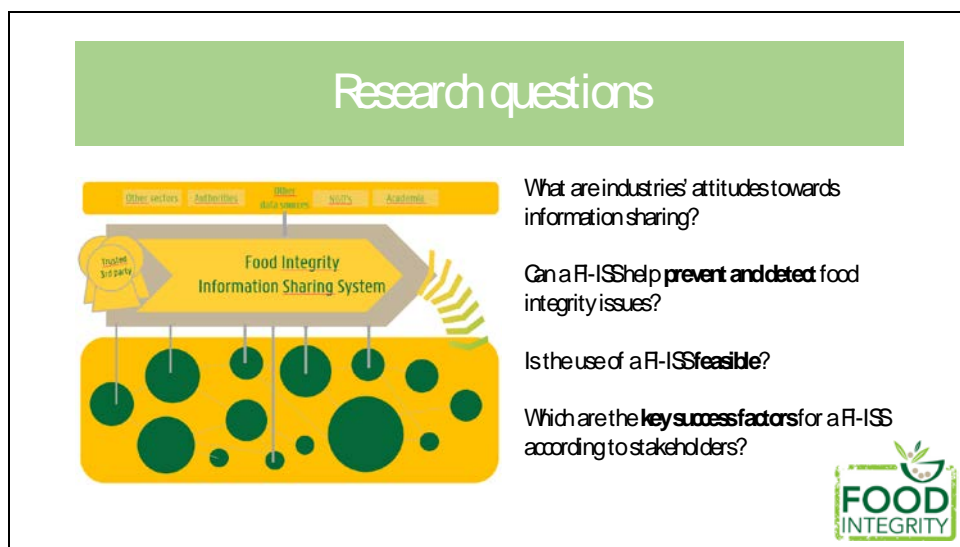 Research questions
Other sectors
Authorities
Other
data sources
NGO's
Academia
Trusted
3rd party
Food Integrity
Information Sharing System
What are industries' attitudes towards
information sharing?
Can a FI-ISS help prevent and detect food
integrity issues?
Is the use of a FI-ISS feasible?
Which are the key success factors for a FI-ISS
according to stakeholders?
FOOD
INTEGRITY